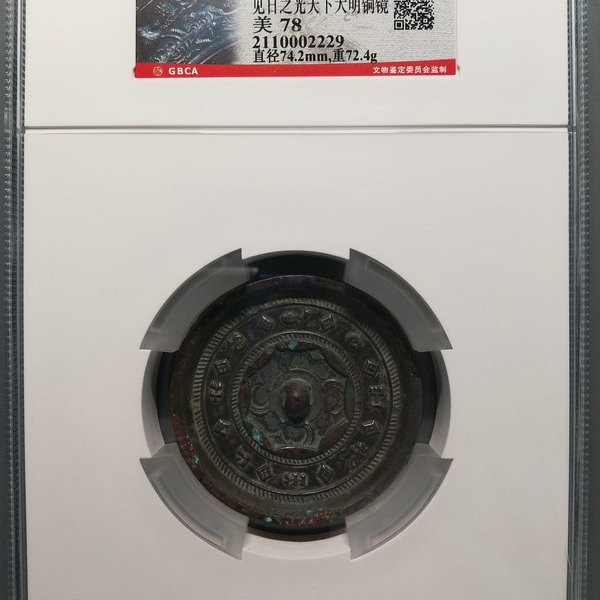 见日之光天下大明铜镜
美 78
2110002229
直径74.2mm,重72.4g
GBCA
文物鉴定委员会监制